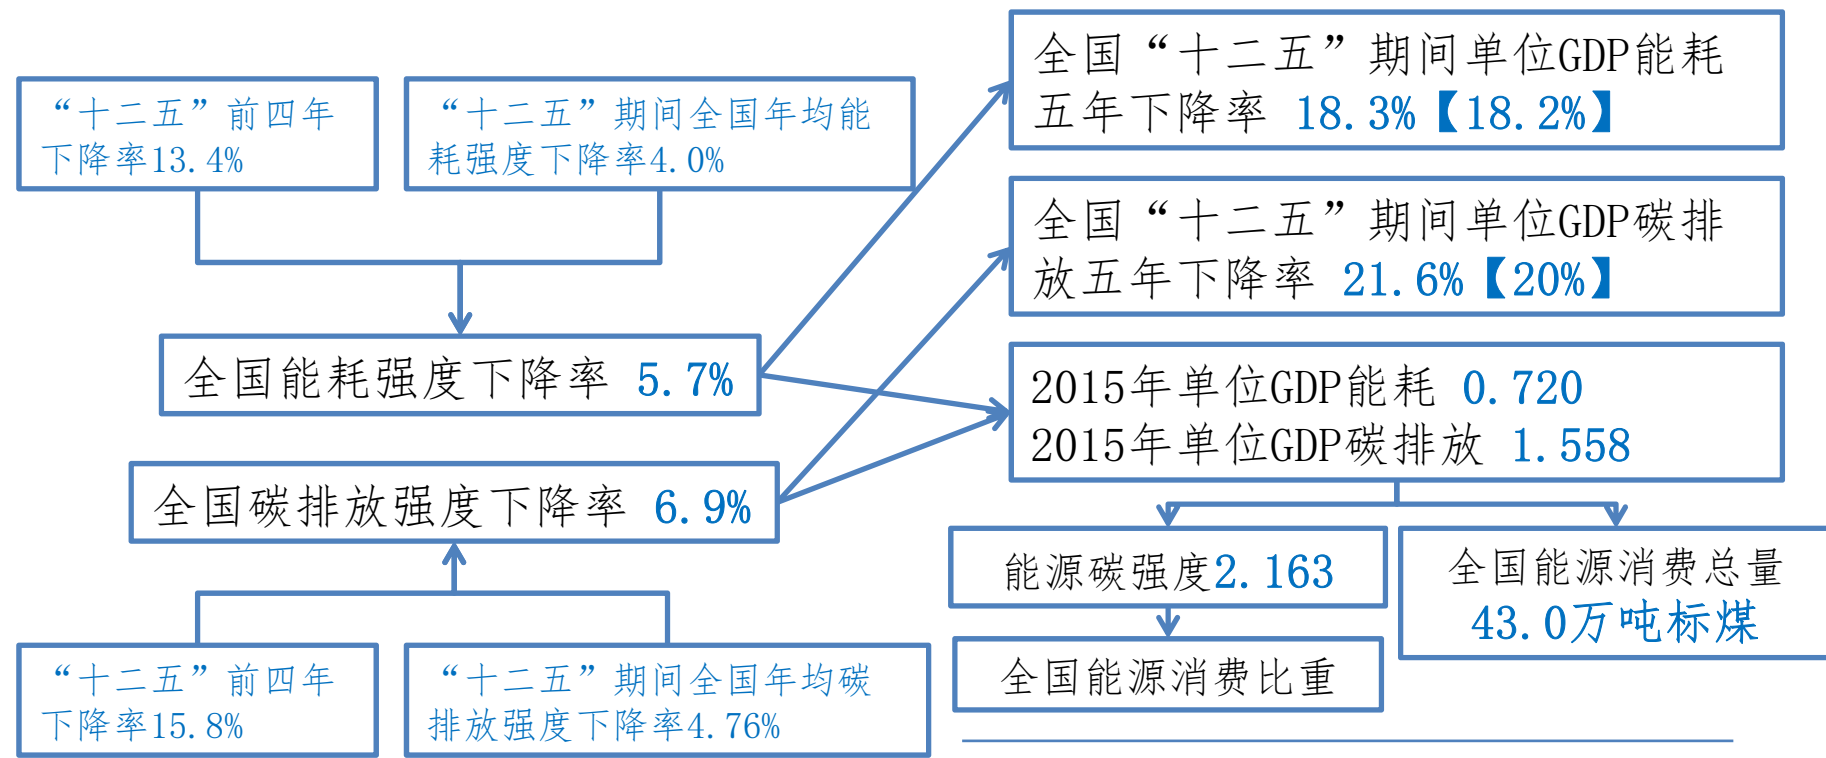 “十二五”前四年
下降率13.4%
“十二五”期间全国年均能
耗强度下降率4.0%
全国能耗强度下降率 5.7%
全国碳排放强度下降率 6.9%
“十二五”前四年
下降率15.8%
“十二五”期间全国年均碳
排放强度下降率4.76%
全国“十二五”期间单位GDP能耗
五年下降率 18.3%【18.2%】
全国“十二五”期间单位GDP碳排
放五年下降率 21.6%【20%】
2015年单位GDP能耗 0.720
2015年单位GDP碳排放 1.558
能源碳强度2.163
全国能源消费比重
全国能源消费总量
43.0万吨标煤